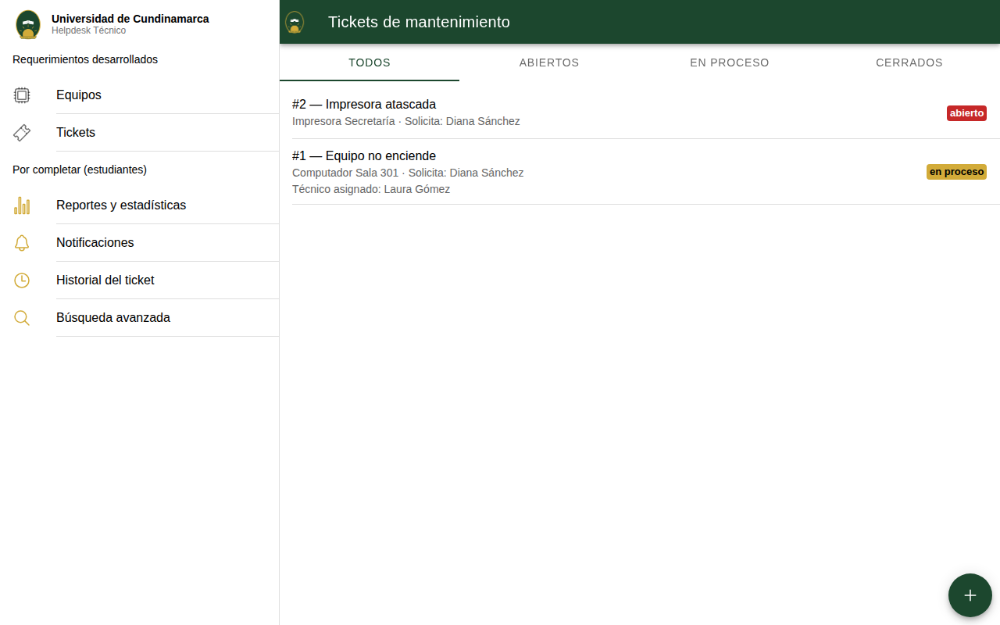 Universidad de Cundinamarca
Helpdesk Técnico
Requerimientos desarrollados
Equipos
Tickets
Por completar (estudiantes)
Reportes y estadísticas
Notificaciones
Historial del ticket
Búsqueda avanzada
Tickets de mantenimiento
TODOS
ABIERTOS
EN PROCESO
CERRADOS
#2 — Impresora atascada
Impresora Secretaría · Solicita: Diana Sánchez
abierto
#1 — Equipo no enciende
Computador Sala 301 · Solicita: Diana Sánchez
Técnico asignado: Laura Gómez
en proceso